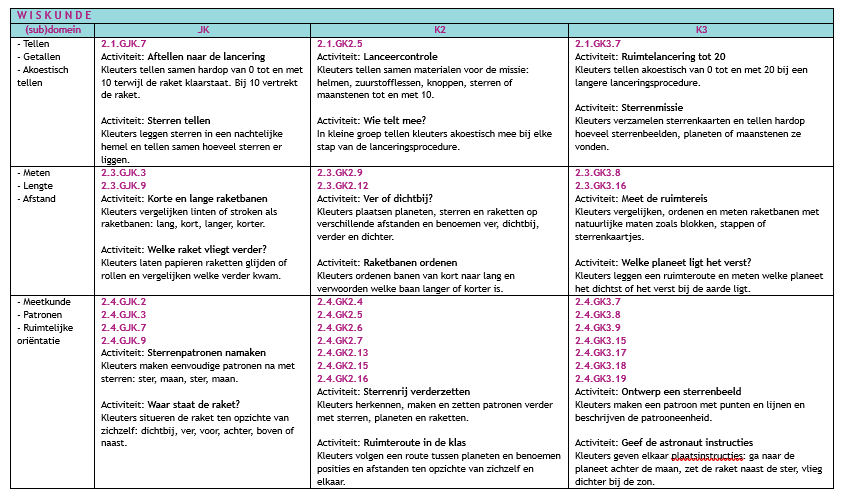 WISKUNDE
(sub)domein
JK
K2
K3
- Tellen
- Getallen
- Akoestisch
tellen
2.1.GJK.7
Activiteit: Aftellen naar de lancering
Kleuters tellen samen hardop van 0 tot en met
10 terwijl de raket klaarstaat. Bij 10 vertrekt
de raket.
Activiteit: Sterren tellen
Kleuters leggen sterren in een nachtelijke
hemel en tellen samen hoeveel sterren er
liggen.
2.1.GK2.5
Activiteit: Lanceercontrole
Kleuters tellen samen materialen voor de missie:
helmen, zuurstofflessen, knoppen, sterren of
maanstenen tot en met 10.
Activiteit: Wie telt mee?
In kleine groep tellen kleuters akoestisch mee bij elke
stap van de lanceringsprocedure.
2.1.GK3.7
Activiteit: Ruimtelancering tot 20
Kleuters tellen akoestisch van 0 tot en met 20 bij een
langere lanceringsprocedure.
Activiteit: Sterrenmissie
Kleuters verzamelen sterrenkaarten en tellen hardop
hoeveel sterrenbeelden, planeten of maanstenen ze
vonden.
- Meten
- Lengte
- Afstand
2.3.GJK.3
2.3.GJK.9
Activiteit: Korte en lange raketbanen
Kleuters vergelijken linten of stroken als
raketbanen: lang, kort, langer, korter.
Activiteit: Welke raket vliegt verder?
Kleuters laten papieren raketten glijden of
rollen en vergelijken welke verder kwam.
2.3.GK2.9
2.3.GK2.12
Activiteit: Ver of dichtbij?
Kleuters plaatsen planeten, sterren en raketten op
verschillende afstanden en benoemen ver, dichtbij,
verder en dichter.
Activiteit: Raketbanen ordenen
Kleuters ordenen banen van kort naar lang en
verwoorden welke baan langer of korter is.
2.3.GK3.8
2.3.GK3.16
Activiteit: Meet de ruimtereis
Kleuters vergelijken, ordenen en meten raketbanen met
natuurlijke maten zoals blokken, stappen of
sterrenkaartjes.
Activiteit: Welke planeet ligt het verst?
Kleuters leggen een ruimteroute en meten welke planeet
het dichtst of het verst bij de aarde ligt.
- Meetkunde
- Patronen
- Ruimtelijke
oriëntatie
2.4.GJK.2
2.4.GJK.3
2.4.GJK.7
2.4.GJK.9
Activiteit: Sterrenpatronen namaken
Kleuters maken eenvoudige patronen na met
sterren: ster, maan, ster, maan.
Activiteit: Waar staat de raket?
Kleuters situeren de raket ten opzichte van
zichzelf: dichtbij, ver, voor, achter, boven of
naast.
2.4.GK2.4
2.4.GK2.5
2.4.GK2.6
2.4.GK2.7
2.4.GK2.13
2.4.GK2.15
2.4.GK2.16
Activiteit: Sterrenrij verderzetten
Kleuters herkennen, maken en zetten patronen verder
met sterren, planeten en raketten.
Activiteit: Ruimteroute in de klas
Kleuters volgen een route tussen planeten en benoemen
posities en afstanden ten opzichte van zichzelf en
elkaar.
2.4.GK3.7
2.4.GK3.8
2.4.GK3.9
2.4.GK3.15
2.4.GK3.17
2.4.GK3.18
2.4.GK3.19
Activiteit: Ontwerp een sterrenbeeld
Kleuters maken een patroon met punten en lijnen en
beschrijven de patrooneenheid.
Activiteit: Geef de astronaut instructies
Kleuters geven elkaar plaatsinstructies: ga naar de
planeet achter de maan, zet de raket naast de ster, vlieg
dichter bij de zon.